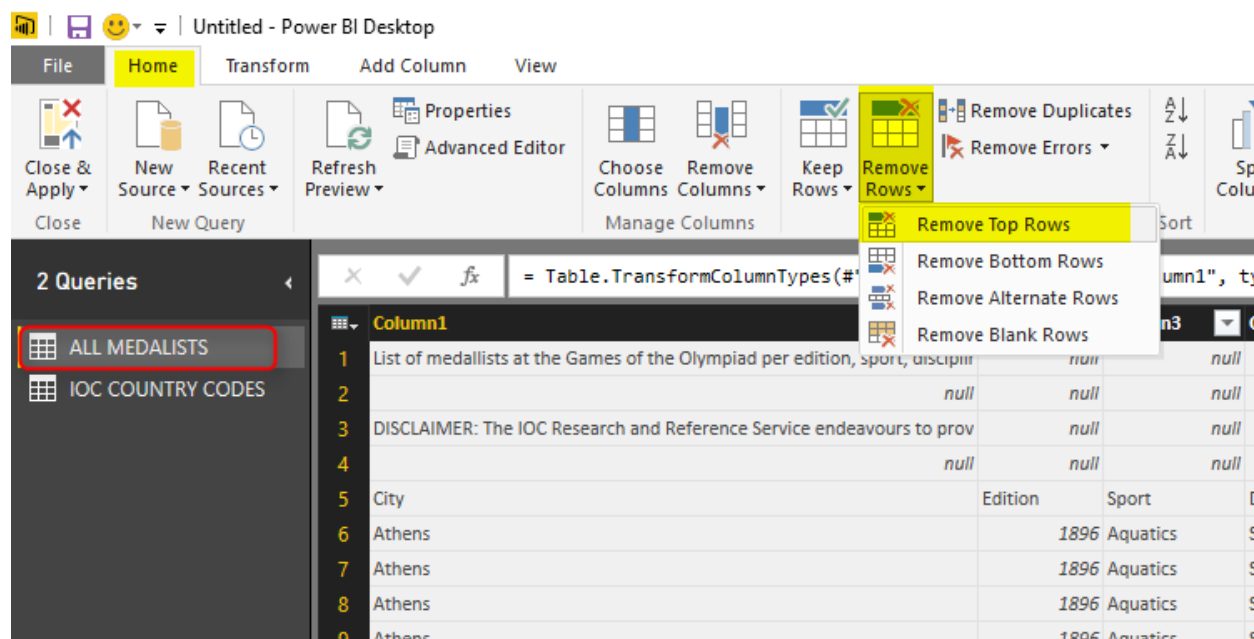 Untitled - Power BI Desktop
File Home Transform Add Column View
Close & Apply
New Source
Recent Sources
Refresh Preview
Properties
Advanced Editor
Choose Columns
Remove Columns
Keep Rows
Remove Rows
Remove Duplicates
Remove Errors
Close
New Query
Manage Columns
Sort
Remove Top Rows
Remove Bottom Rows
Remove Alternate Rows
Remove Blank Rows
2 Queries
ALL MEDALISTS
IOC COUNTRY CODES
fx = Table.TransformColumnTypes(#
Column1
1 List of medallists at the Games of the Olympiad per edition, sport, null null
2 null null null
3 DISCLAIMER: The IOC Research and Reference Service endeavours to prov null null
4 null null null
5 City Edition Sport
6 Athens 1896 Aquatics
7 Athens 1896 Aquatics
8 Athens 1896 Aquatics
9 Athens 1896 Aquatics